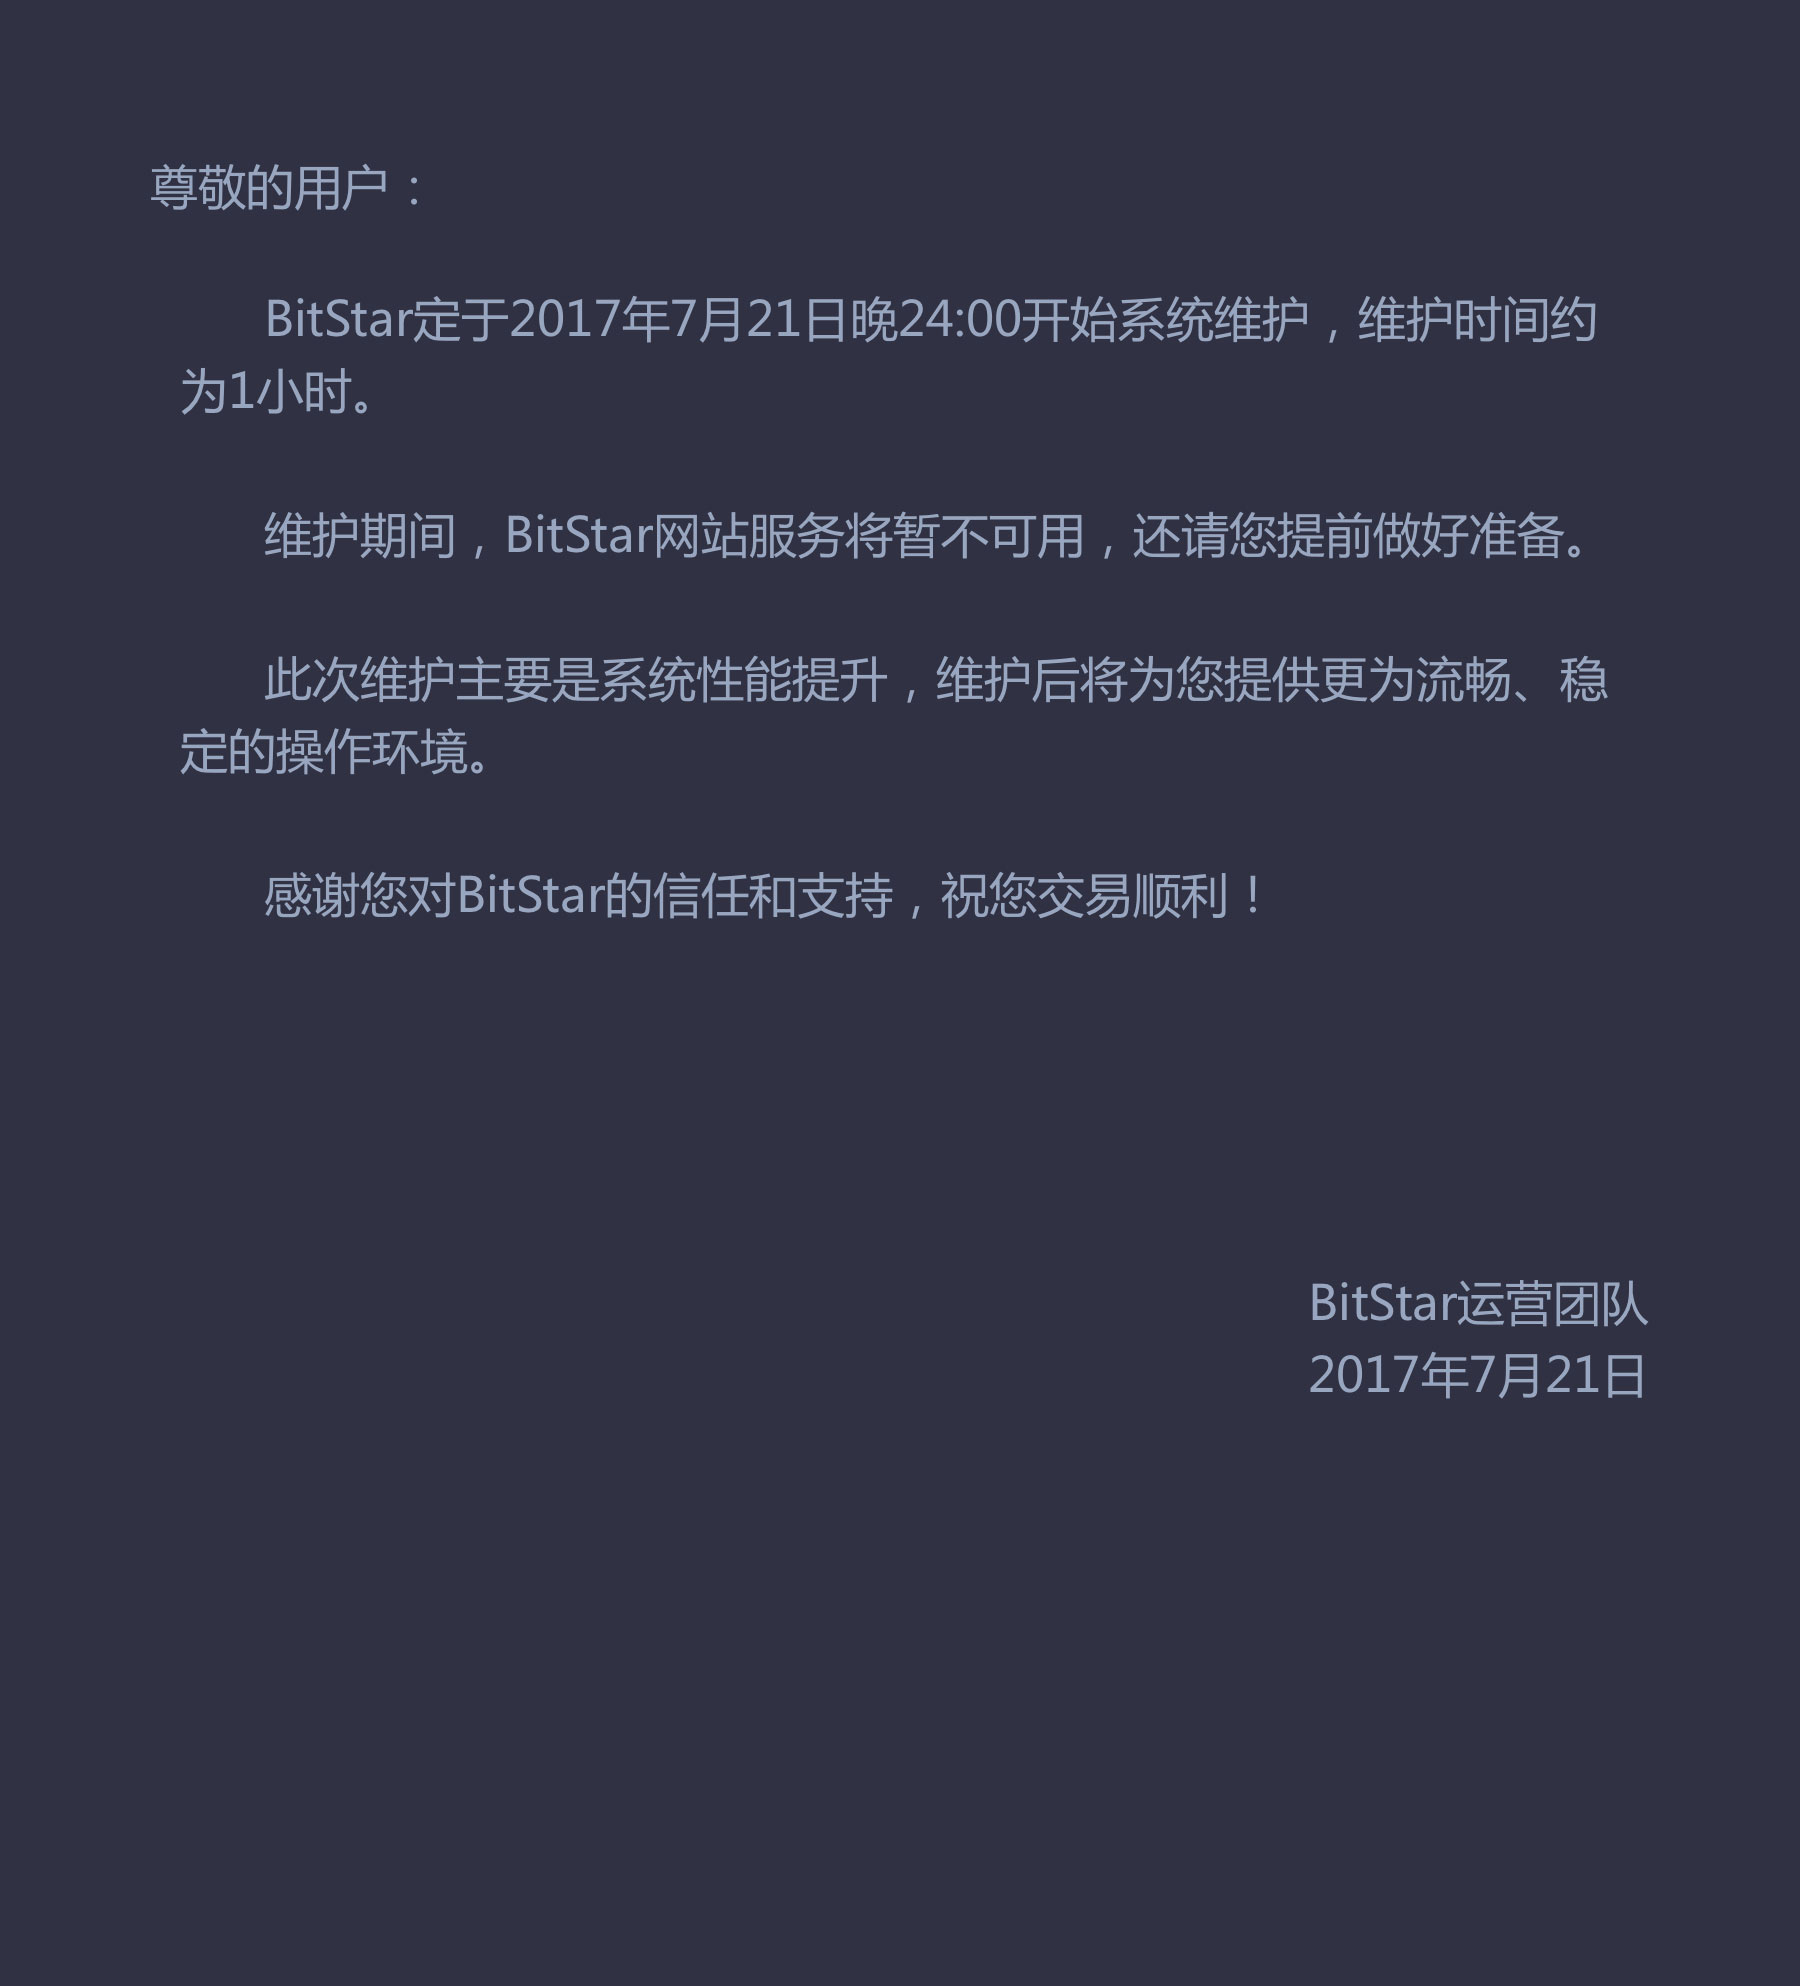 尊敬的用户：
BitStar定于2017年7月21日晚24:00开始系统维护，维护时间约
为1小时。
维护期间，BitStar网站服务将暂不可用，还请您提前做好准备。
此次维护主要是系统性能提升，维护后将为您提供更为流畅、稳
定的操作环境。
感谢您对BitStar的信任和支持，祝您交易顺利！
BitStar运营团队
2017年7月21日